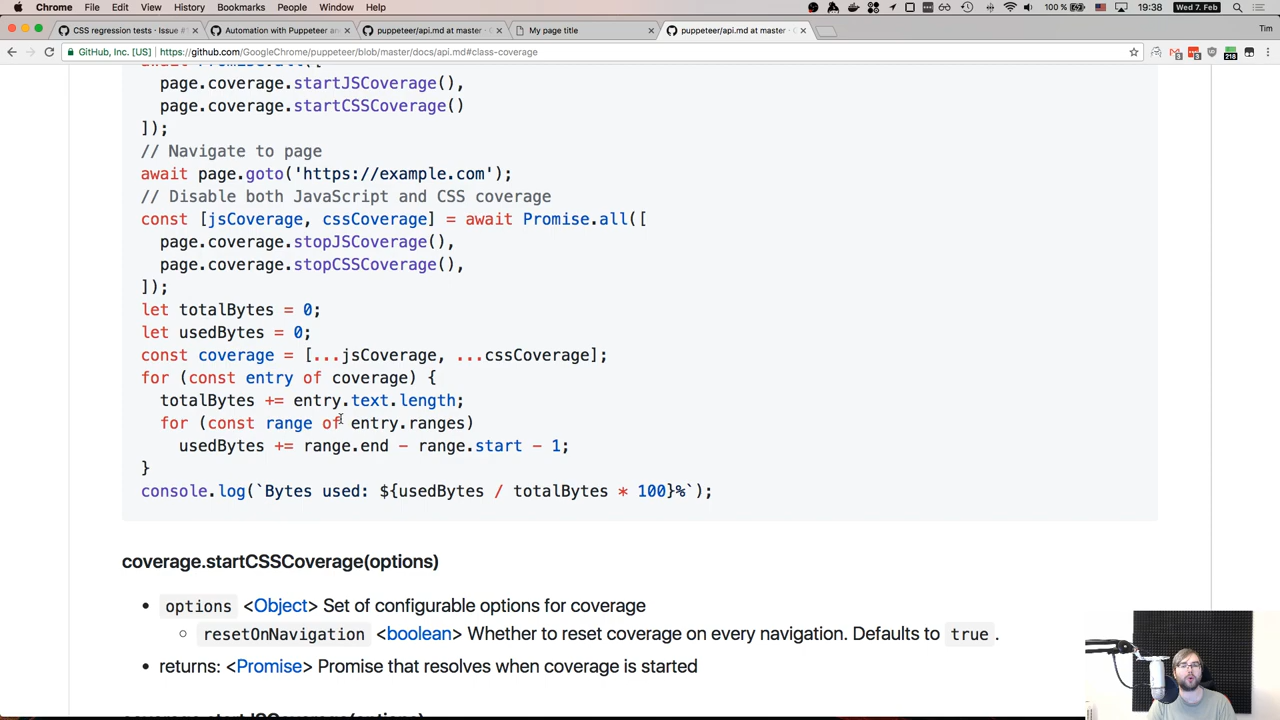 Chrome File Edit View History Bookmarks People Window Help
100 % Wed 7. Feb 19:38
CSS regression tests · Issue #
Automation with Puppeteer and
puppeteer/api.md at master ·
My page title
puppeteer/api.md at master ·
Tim
GitHub, Inc. [US] https://github.com/GoogleChrome/puppeteer/blob/master/docs/api.md#class-coverage
218
await Promise.all([
page.coverage.startJSCoverage(),
page.coverage.startCSSCoverage()
]);
// Navigate to page
await page.goto('https://example.com');
// Disable both JavaScript and CSS coverage
const [jsCoverage, cssCoverage] = await Promise.all([
page.coverage.stopJSCoverage(),
page.coverage.stopCSSCoverage(),
]);
let totalBytes = 0;
let usedBytes = 0;
const coverage = [...jsCoverage, ...cssCoverage];
for (const entry of coverage) {
totalBytes += entry.text.length;
for (const range of entry.ranges)
usedBytes += range.end - range.start - 1;
}
console.log(`Bytes used: ${usedBytes / totalBytes * 100}%`);
coverage.startCSSCoverage(options)
• options <Object> Set of configurable options for coverage
○ resetOnNavigation <boolean> Whether to reset coverage on every navigation. Defaults to true .
• returns: <Promise> Promise that resolves when coverage is started
coverage.startJSCoverage(options)